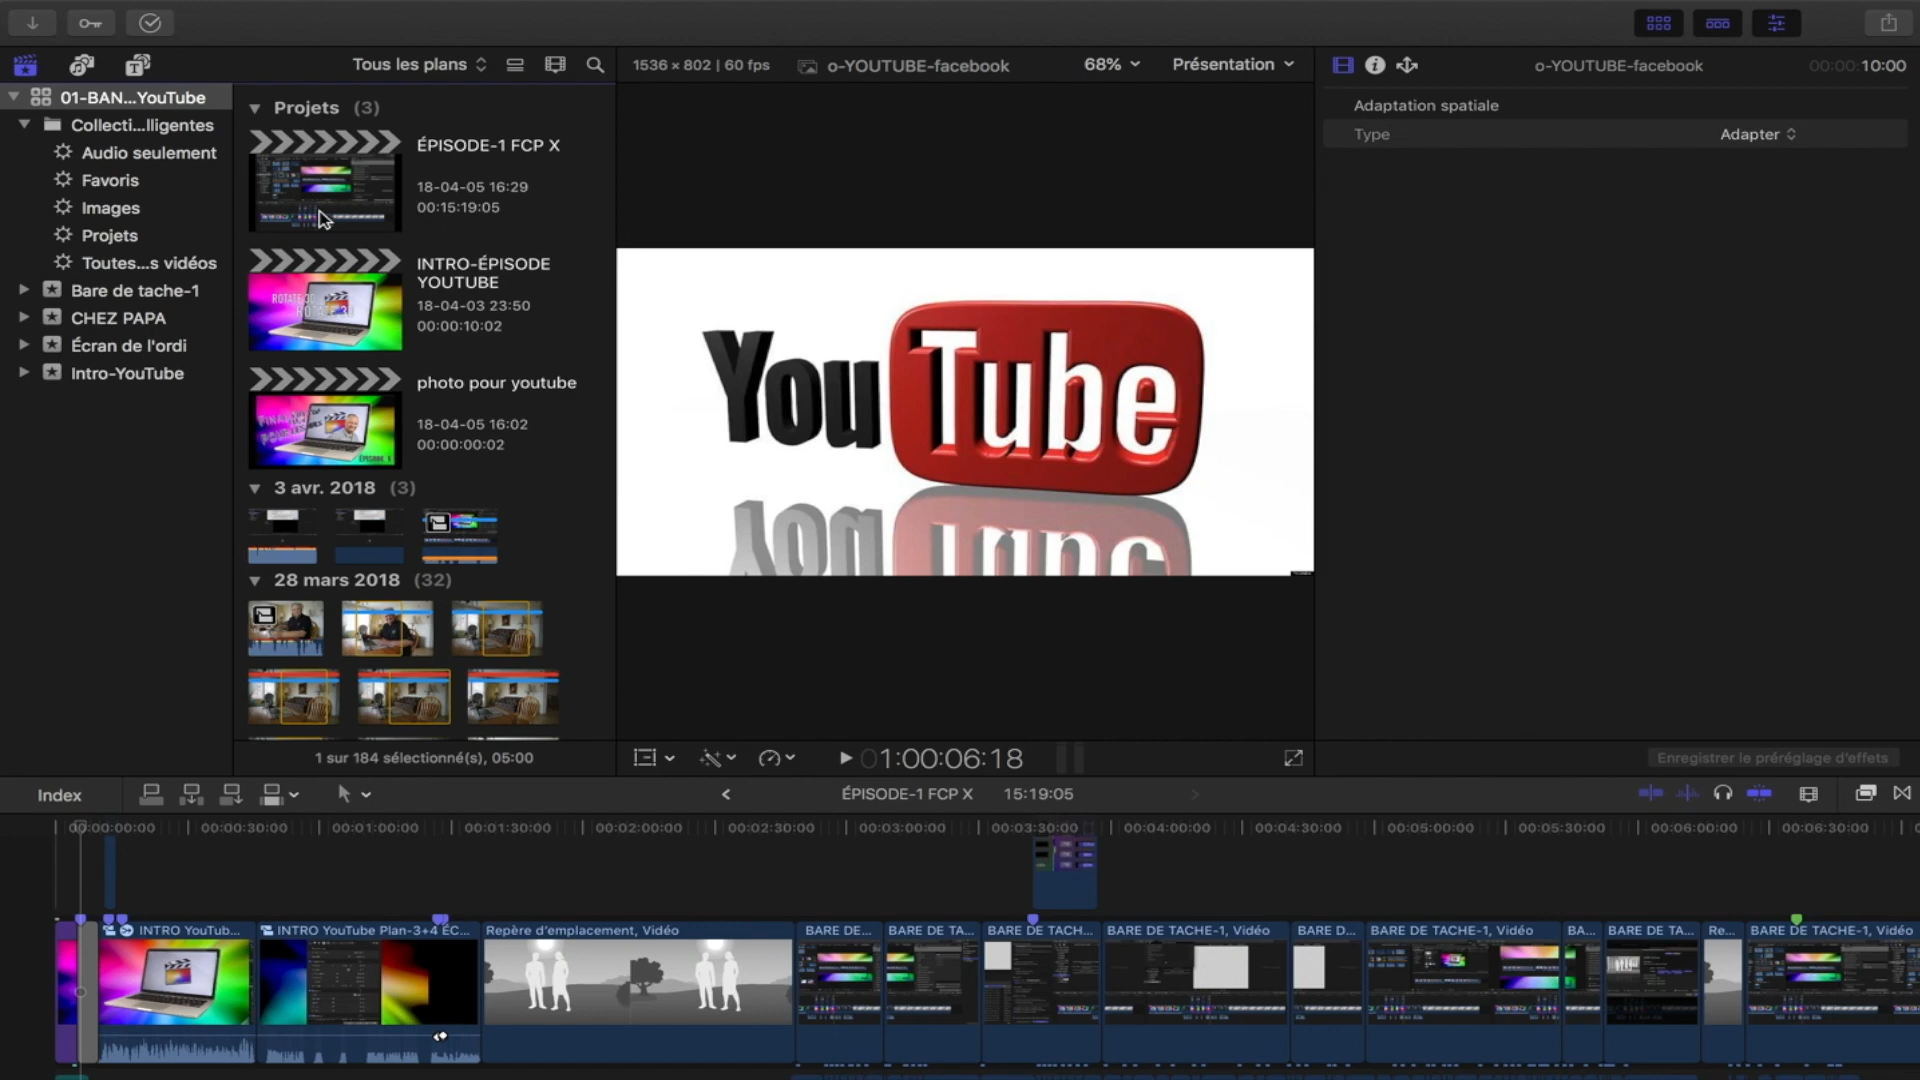 Tous les plans
1536 × 802 | 60 fps
o-YOUTUBE-facebook
68%
Présentation
o-YOUTUBE-facebook
00:00:10:00
01-BAN...YouTube
Collecti...lligentes
Audio seulement
Favoris
Images
Projets
Toutes...s vidéos
Bare de tache-1
CHEZ PAPA
Écran de l'ordi
Intro-YouTube
Projets (3)
ÉPISODE-1 FCP X
18-04-05 16:29
00:15:19:05
INTRO-ÉPISODE
YOUTUBE
18-04-03 23:50
00:00:10:02
ROTATE 3D
ROTATE 3D
photo pour youtube
18-04-05 16:02
00:00:00:02
ÉPISODE 1
3 avr. 2018 (3)
28 mars 2018 (32)
1 sur 184 sélectionné(s), 05:00
YouTube
Adaptation spatiale
Type
Adapter
01:00:06:18
Enregistrer le préréglage d'effets
Index
ÉPISODE-1 FCP X
15:19:05
00:00:00:00
00:00:30:00
00:01:00:00
00:01:30:00
00:02:00:00
00:02:30:00
00:03:00:00
00:03:30:00
00:04:00:00
00:04:30:00
00:05:00:00
00:05:30:00
00:06:00:00
00:06:30:00
INTRO YouTub...
INTRO YouTube Plan-3+4 ÉC...
Repère d'emplacement, Vidéo
BARE DE...
BARE DE TA...
BARE DE TACH...
BARE DE TACHE-1, Vidéo
BARE D...
BARE DE TACHE-1, Vidéo
BA...
BARE DE TA...
Re...
BARE DE TACHE-1, Vidéo